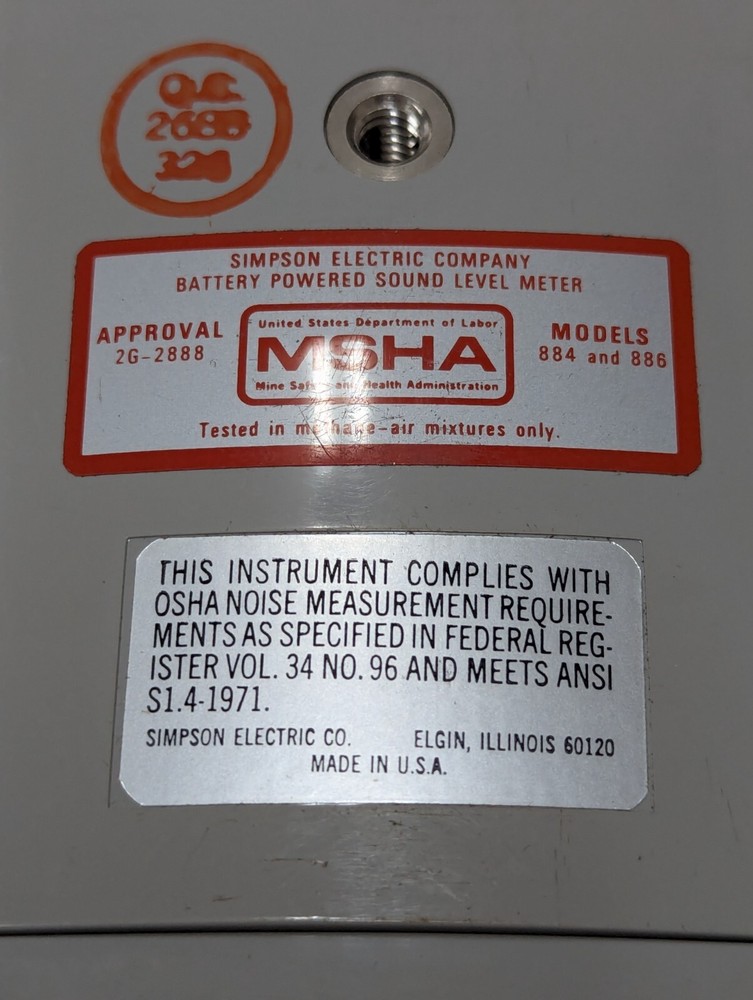 Q.C.
268B
SIMPSON ELECTRIC COMPANY
BATTERY POWERED SOUND LEVEL METER
APPROVAL
2G-2888
United States Department of Labor
MSHA
Mine Safety and Health Administration
MODELS
884 and 886
Tested in methane-air mixtures only.
THIS INSTRUMENT COMPLIES WITH
OSHA NOISE MEASUREMENT REQUIRE-
MENTS AS SPECIFIED IN FEDERAL REG-
ISTER VOL. 34 NO. 96 AND MEETS ANSI
S1.4-1971.
SIMPSON ELECTRIC CO. ELGIN, ILLINOIS 60120
MADE IN U.S.A.